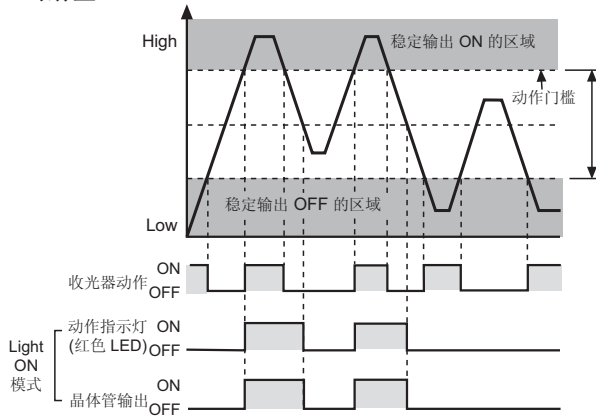 High
稳定输出 ON 的区域
动作门槛
稳定输出 OFF 的区域
Low
收光器动作
ON
OFF
Light
ON
模式
动作指示灯
(红色 LED)
ON
OFF
晶体管输出
ON
OFF